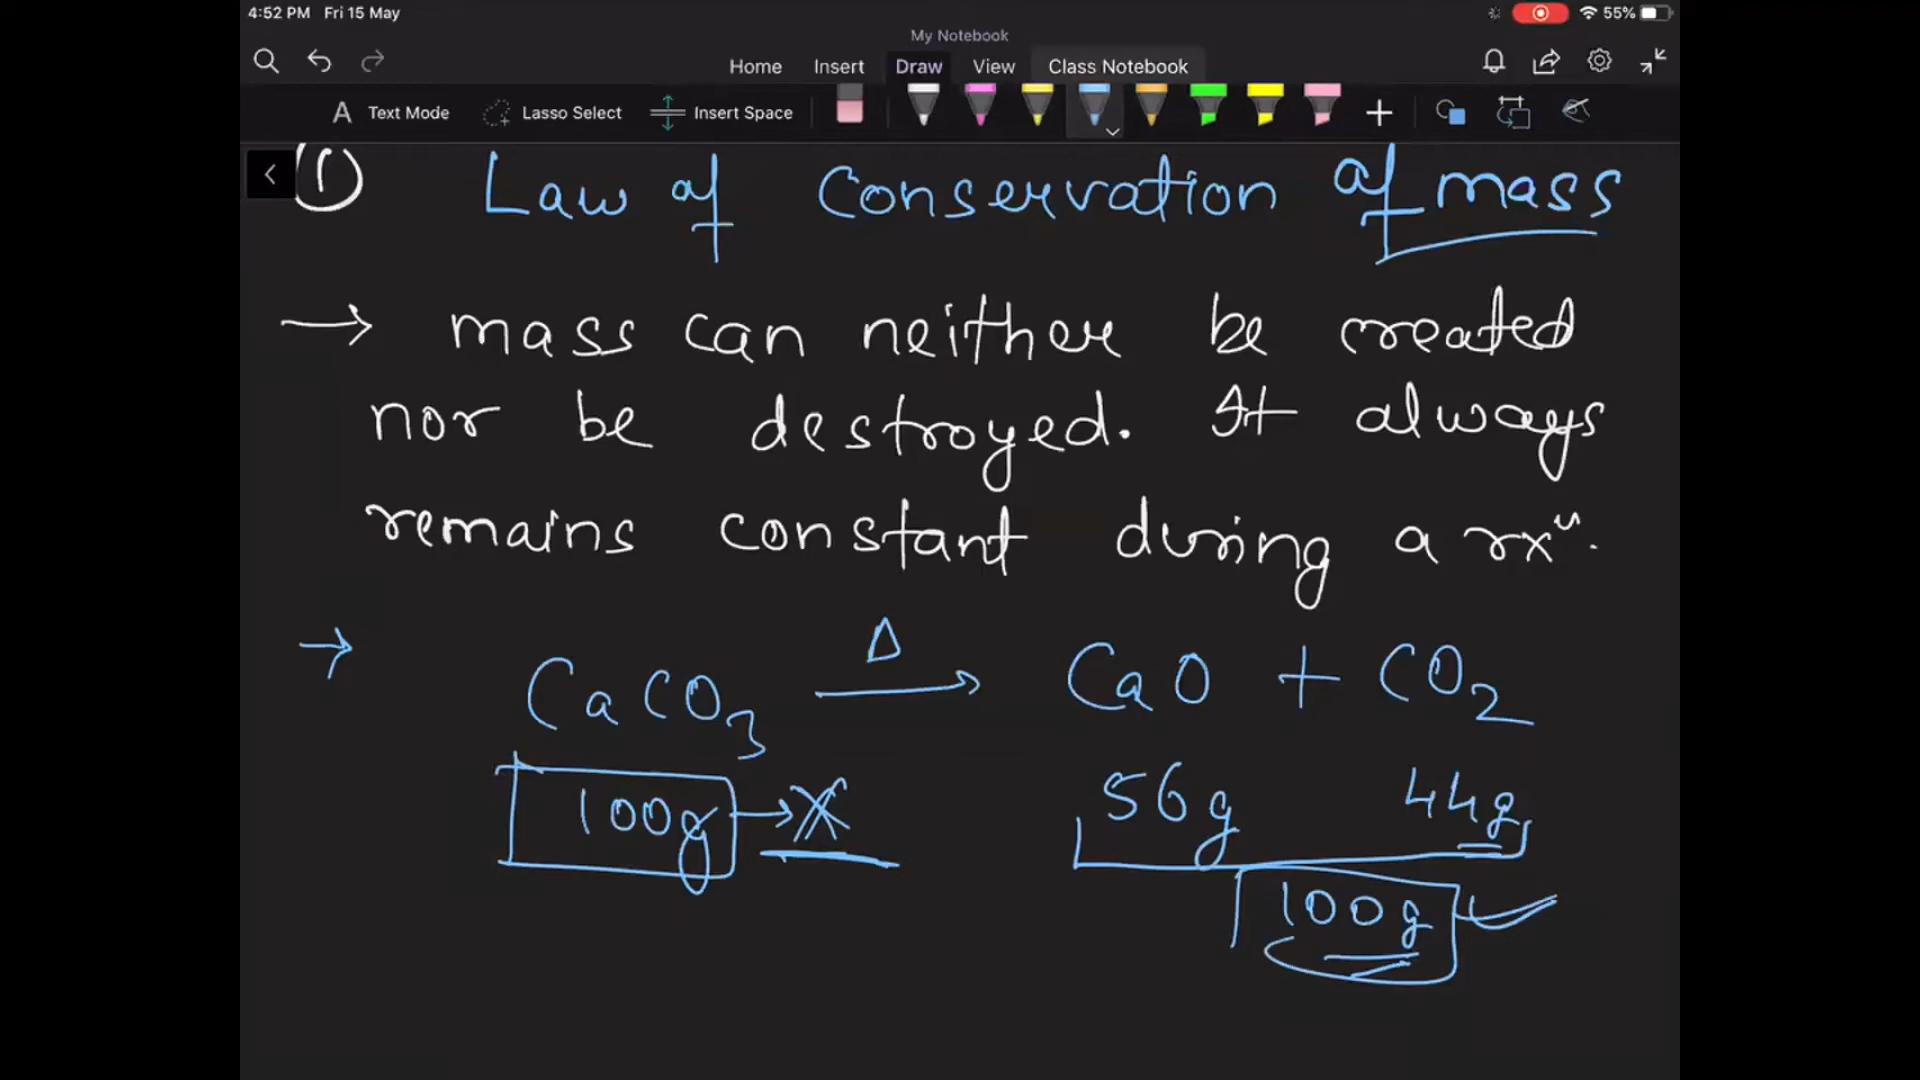 4:52 PM Fri 15 May 55%
My Notebook
Home Insert Draw View Class Notebook
Text Mode Lasso Select Insert Space
① Law of Conservation of mass
→ mass can neither be created
nor be destroyed. It always
remains constant during a rxⁿ.
→ CaCO₃ —Δ→ CaO + CO₂
100g → X 56g 44g
100g